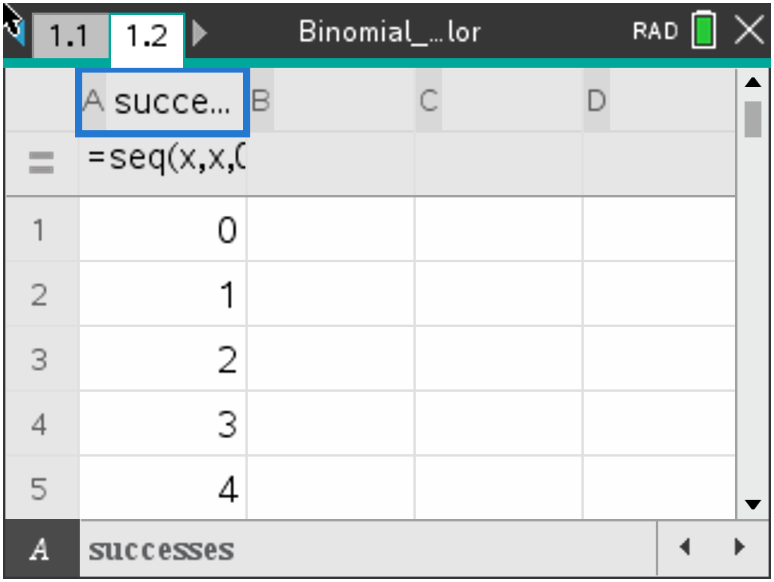 1.1 1.2 Binomial_…lor RAD
A succe… B C D
=seq(x,x,0
1 0
2 1
3 2
4 3
5 4
A successes